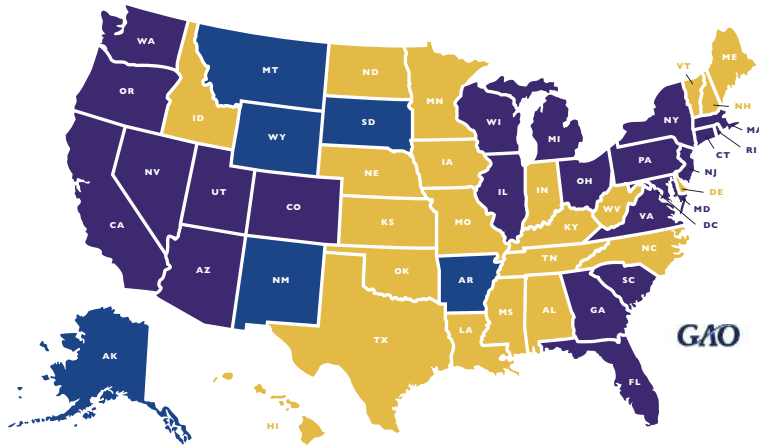 WA
MT
ND
MN
ME
VT
NH
OR
ID
SD
WI
MI
NY
MA
WY
RI
CT
IA
PA
NJ
NE
NV
UT
CO
IL
IN
OH
DE
WV
MD
VA
DC
CA
KS
MO
KY
NC
TN
AZ
NM
OK
AR
SC
MS
AL
GA
LA
TX
GAO
AK
FL
HI